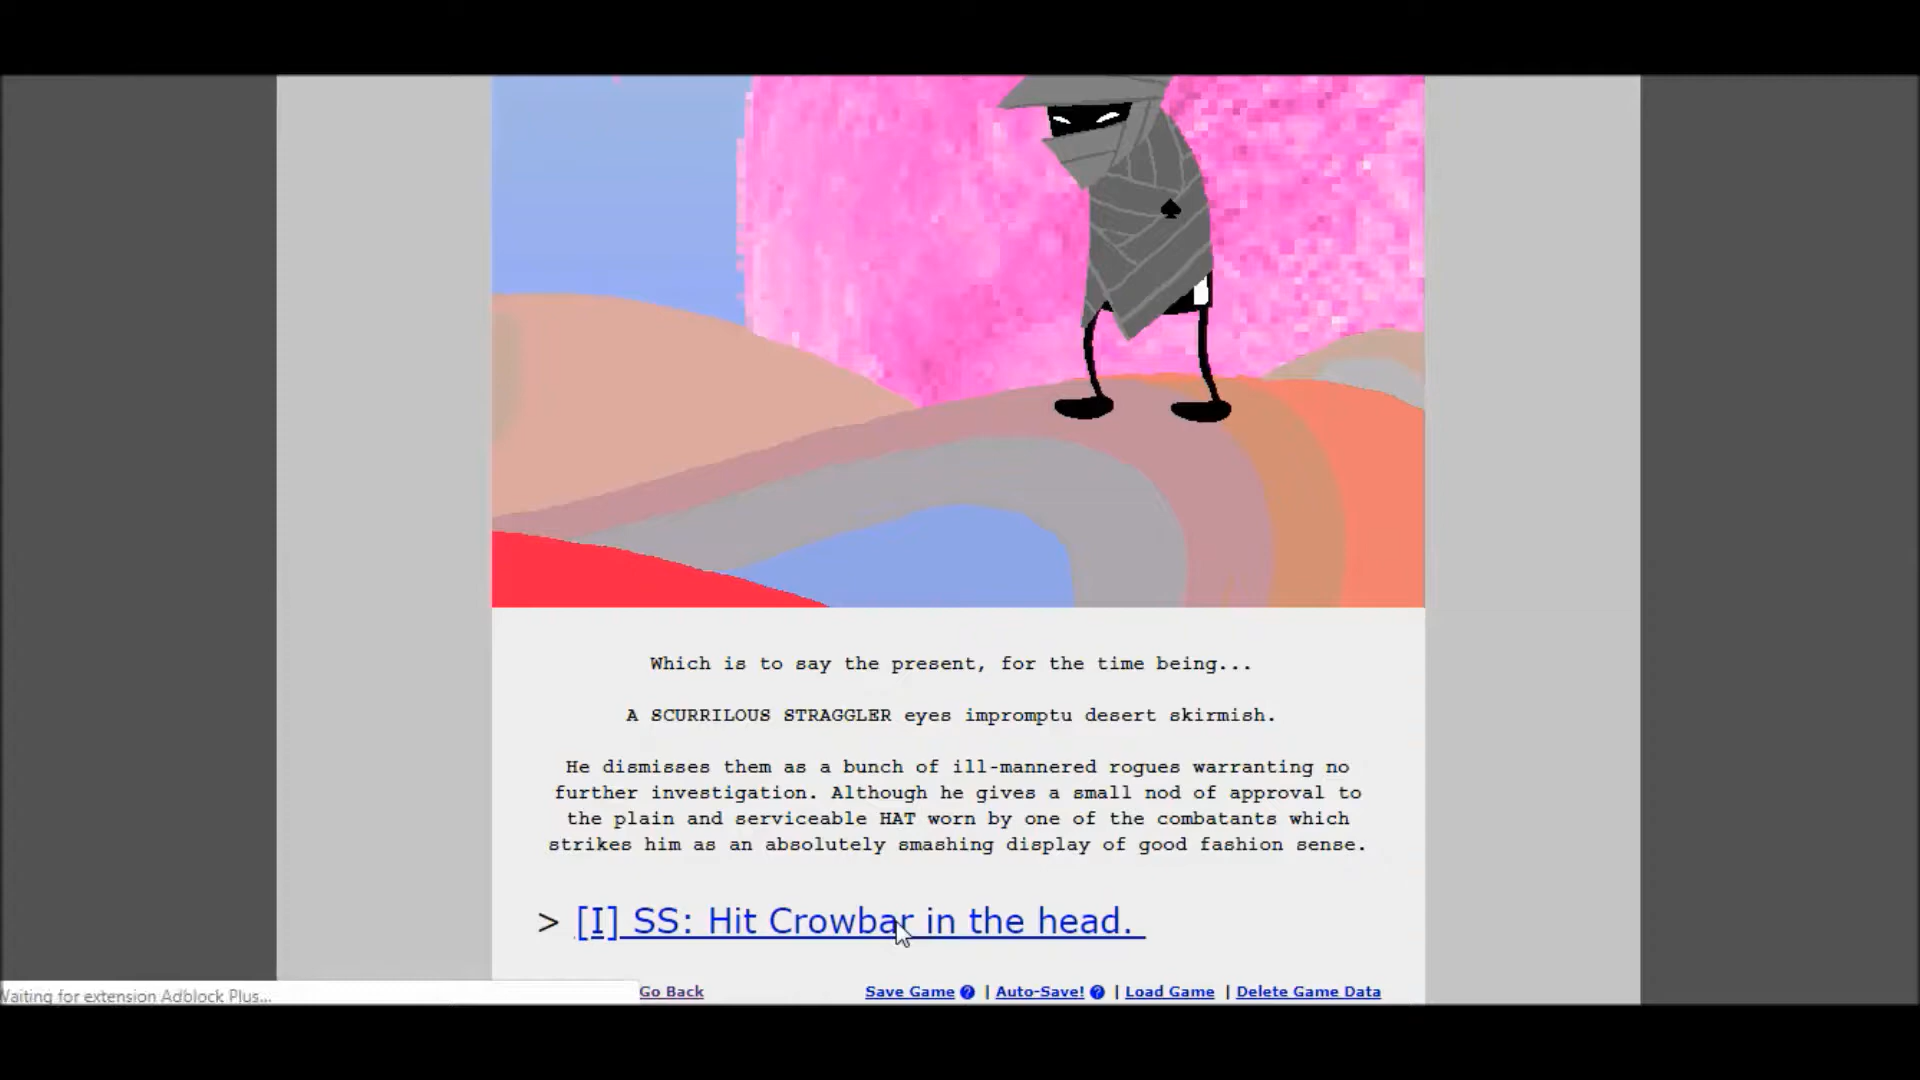 Which is to say the present, for the time being...
A SCURRILOUS STRAGGLER eyes impromptu desert skirmish.
He dismisses them as a bunch of ill-mannered rogues warranting no
further investigation. Although he gives a small nod of approval to
the plain and serviceable HAT worn by one of the combatants which
strikes him as an absolutely smashing display of good fashion sense.
> [I] SS: Hit Crowbar in the head.
Waiting for extension Adblock Plus...
Go Back Save Game ? | Auto-Save! ? | Load Game | Delete Game Data